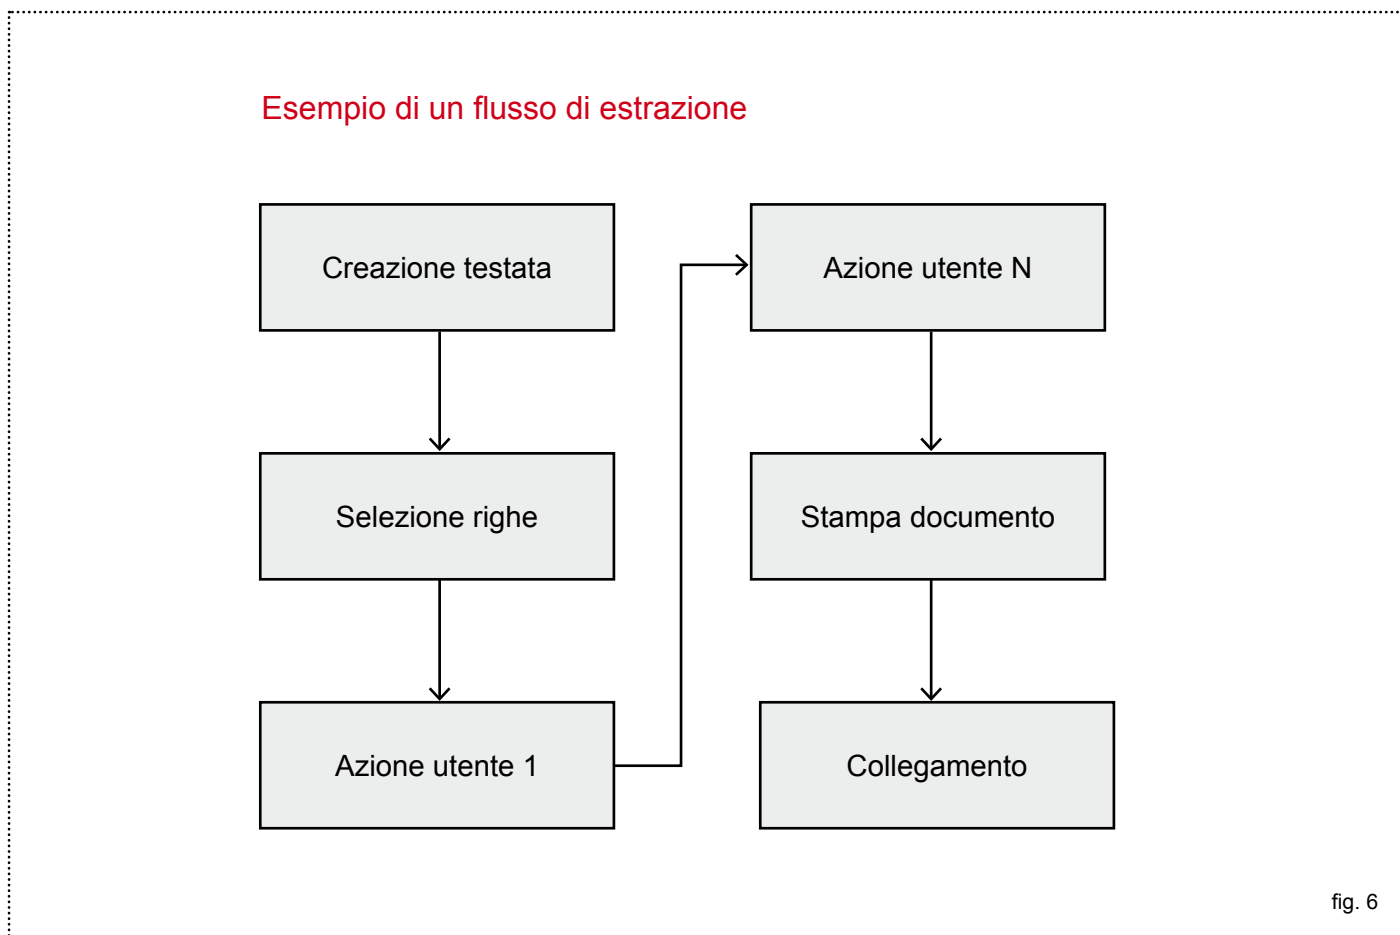 Esempio di un flusso di estrazione
Creazione testata
Selezione righe
Azione utente 1
Azione utente N
Stampa documento
Collegamento
fig. 6